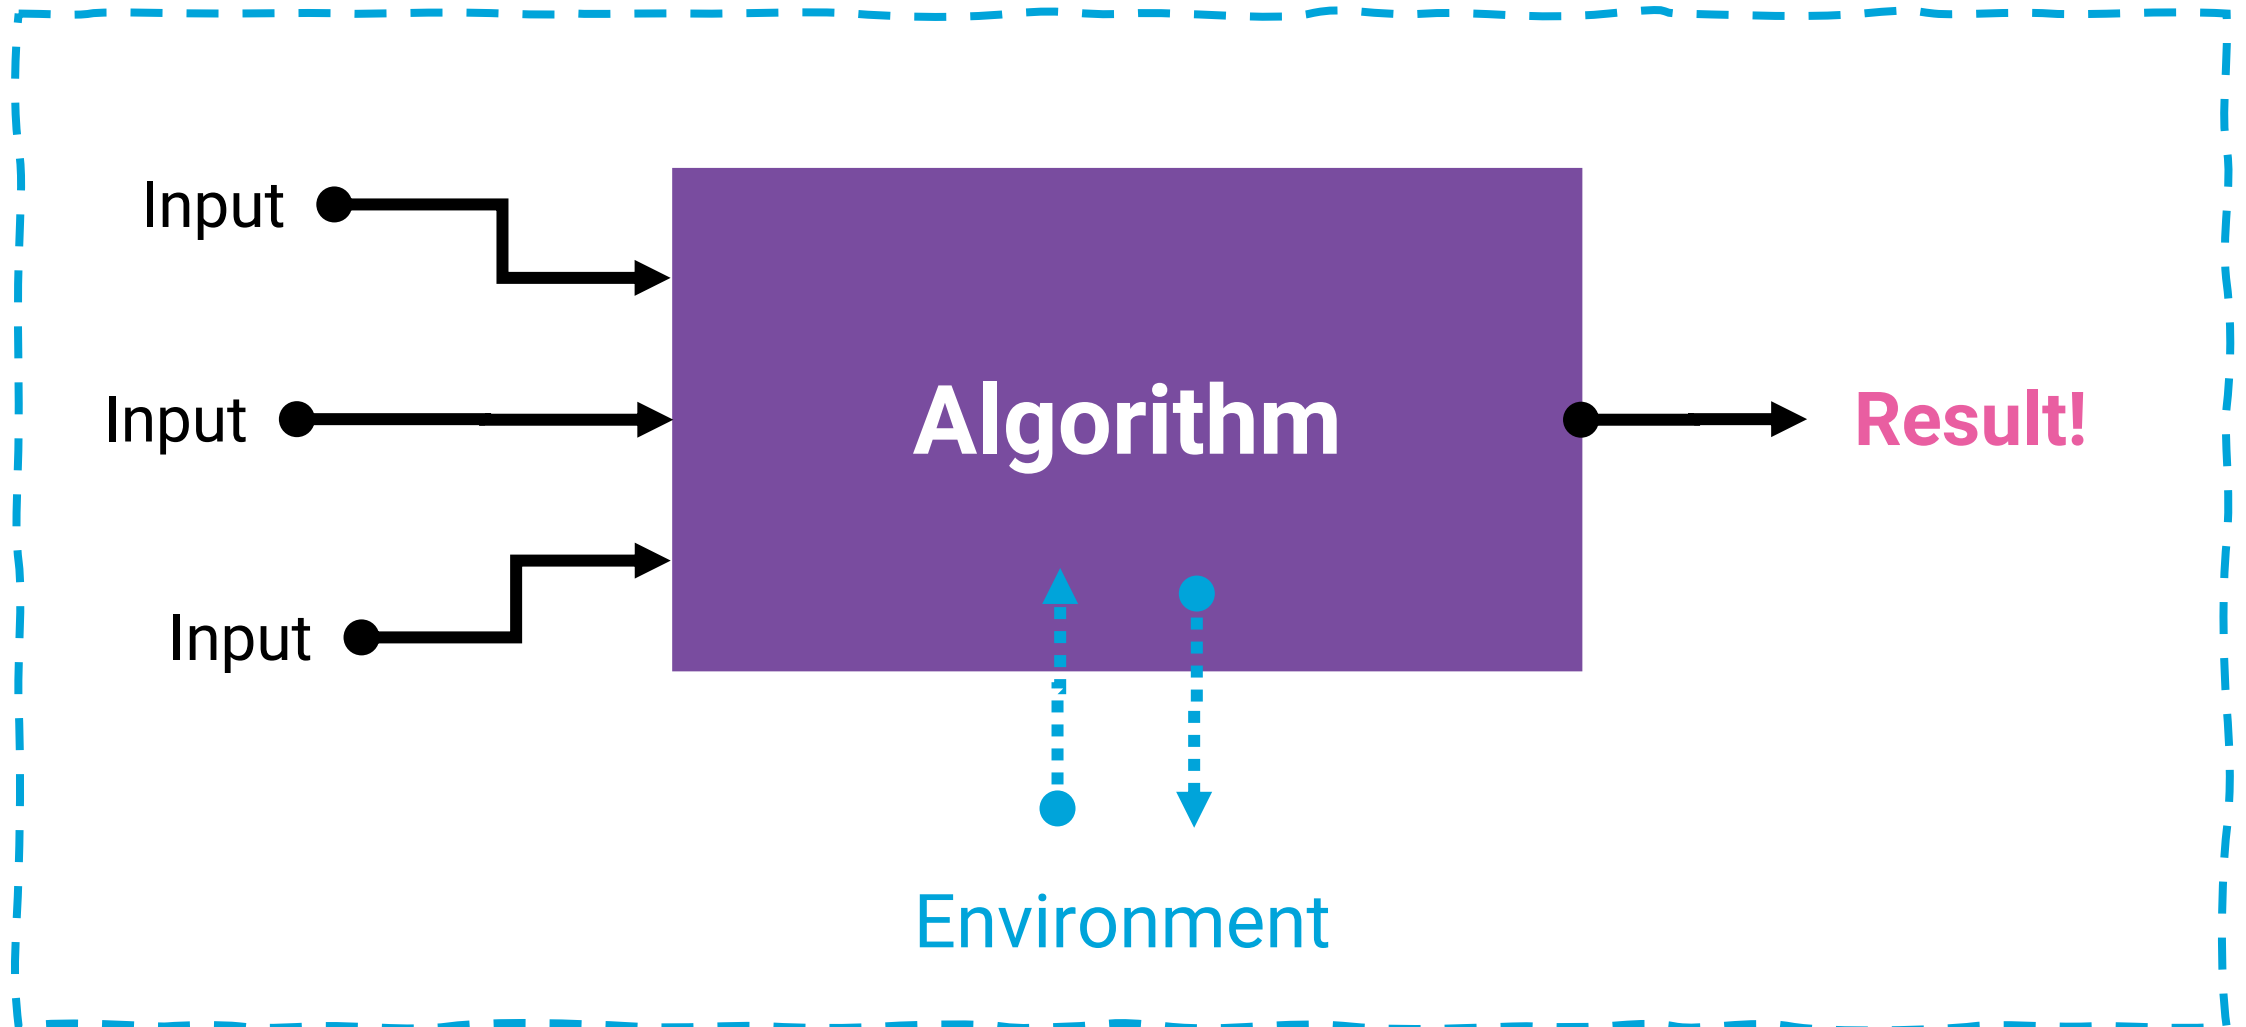 Input
Input
Algorithm
Result!
Input
Environment